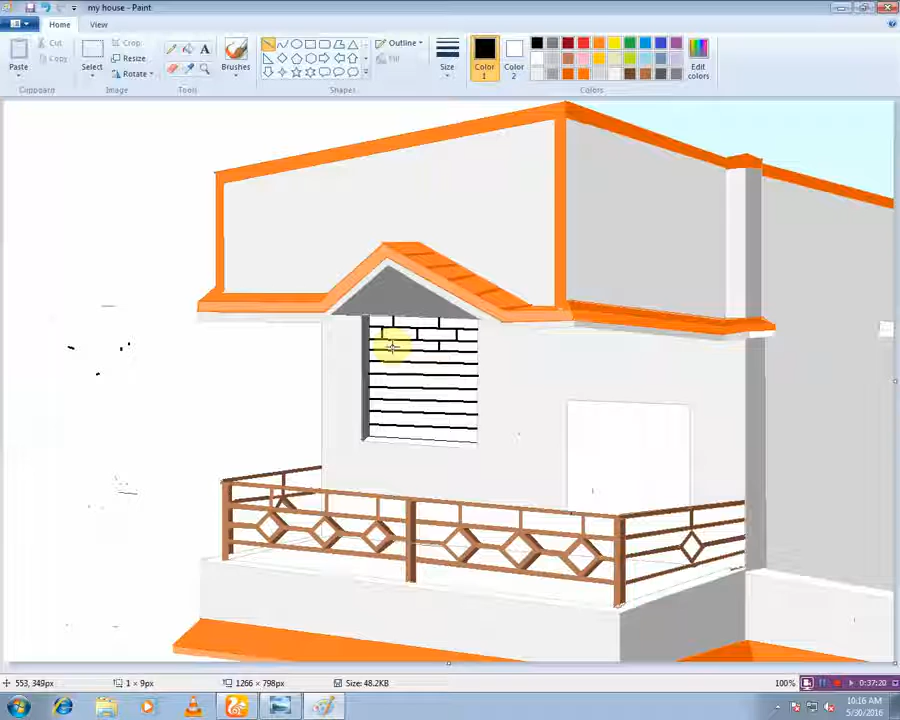 my house - Paint
Home View
Paste
Cut
Copy
Select
Crop
Resize
Rotate
A
Brushes
Outline
Fill
Size
Color 1
Color 2
Edit colors
Clipboard Image Tools Shapes Colors
553, 349px 1 × 9px 1266 × 798px Size: 48.2KB 100% 0:37:20
10:16 AM
5/30/2016